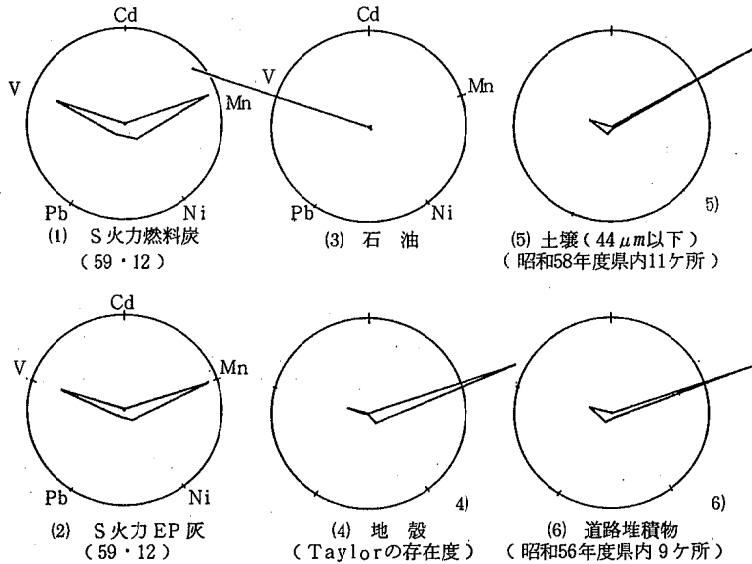 Cd
V
Mn
Pb
Ni
(1) S火力燃料炭
(59・12)
Cd
V
Mn
Pb
Ni
(3) 石油
5)
(5) 土壌(44μm以下)
(昭和58年度県内11ケ所)
Cd
V
Mn
Pb
Ni
(2) S火力EP灰
(59・12)
4)
(4) 地殻
(Taylorの存在度)
6)
(6) 道路堆積物
(昭和56年度県内9ケ所)